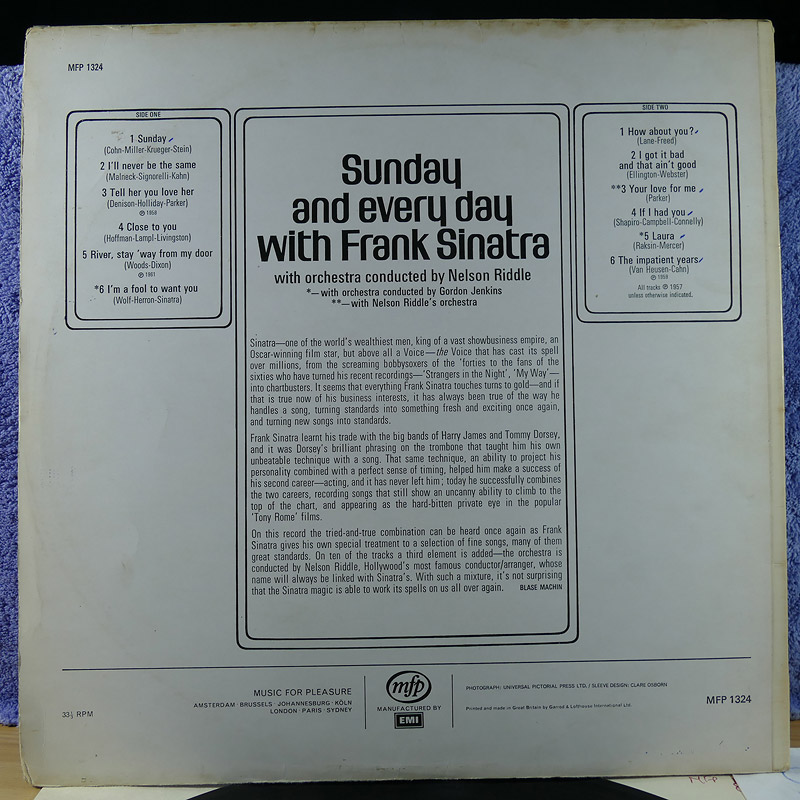 MFP 1324
SIDE ONE
1 Sunday
(Cohn-Miller-Krueger-Stein)
2 I'll never be the same
(Malneck-Signorelli-Kahn)
3 Tell her you love her
(Denison-Holliday-Parker)
℗ 1958
4 Close to you
(Hoffman-Lampl-Livingston)
5 River, stay 'way from my door
(Woods-Dixon)
℗ 1961
*6 I'm a fool to want you
(Wolf-Herron-Sinatra)
Sunday
and every day
with Frank Sinatra
with orchestra conducted by Nelson Riddle
*—with orchestra conducted by Gordon Jenkins
**—with Nelson Riddle's orchestra
Sinatra—one of the world's wealthiest men, king of a vast showbusiness empire, an
Oscar-winning film star, but above all a Voice—the Voice that has cast its spell
over millions, from the screaming bobbysoxers of the 'forties to the fans of the
sixties who have turned his recent recordings—'Strangers in the Night', 'My Way'—
into chartbusters. It seems that everything Frank Sinatra touches turns to gold—and if
that is true now of his business interests, it has always been true of the way he
handles a song, turning standards into something fresh and exciting once again,
and turning new songs into standards.
Frank Sinatra learnt his trade with the big bands of Harry James and Tommy Dorsey,
and it was Dorsey's brilliant phrasing on the trombone that taught him his own
unbeatable technique with a song. That same technique, an ability to project his
personality combined with a perfect sense of timing, helped him make a success of
his second career—acting, and it has never left him; today he successfully combines
the two careers, recording songs that still show an uncanny ability to climb to the
top of the chart, and appearing as the hard-bitten private eye in the popular
'Tony Rome' films.
On this record the tried-and-true combination can be heard once again as Frank
Sinatra gives his own special treatment to a selection of fine songs, many of them
great standards. On ten of the tracks a third element is added—the orchestra is
conducted by Nelson Riddle, Hollywood's most famous conductor/arranger, whose
name will always be linked with Sinatra's. With such a mixture, it's not surprising
that the Sinatra magic is able to work its spells on us all over again. BLASE MACHIN
SIDE TWO
1 How about you?
(Lane-Freed)
2 I got it bad
and that ain't good
(Ellington-Webster)
**3 Your love for me
(Parker)
4 If I had you
(Shapiro-Campbell-Connelly)
*5 Laura
(Raksin-Mercer)
6 The impatient years
(Van Heusen-Cahn)
℗ 1959
All tracks ℗ 1957
unless otherwise indicated.
33⅓ RPM
MUSIC FOR PLEASURE
AMSTERDAM · BRUSSELS · JOHANNESBURG · KÖLN
LONDON · PARIS · SYDNEY
mfp
MANUFACTURED BY
EMI
PHOTOGRAPH: UNIVERSAL PICTORIAL PRESS LTD. / SLEEVE DESIGN: CLARE OSBORN
Printed and made in Great Britain by Garrod & Lofthouse International Ltd.
MFP 1324